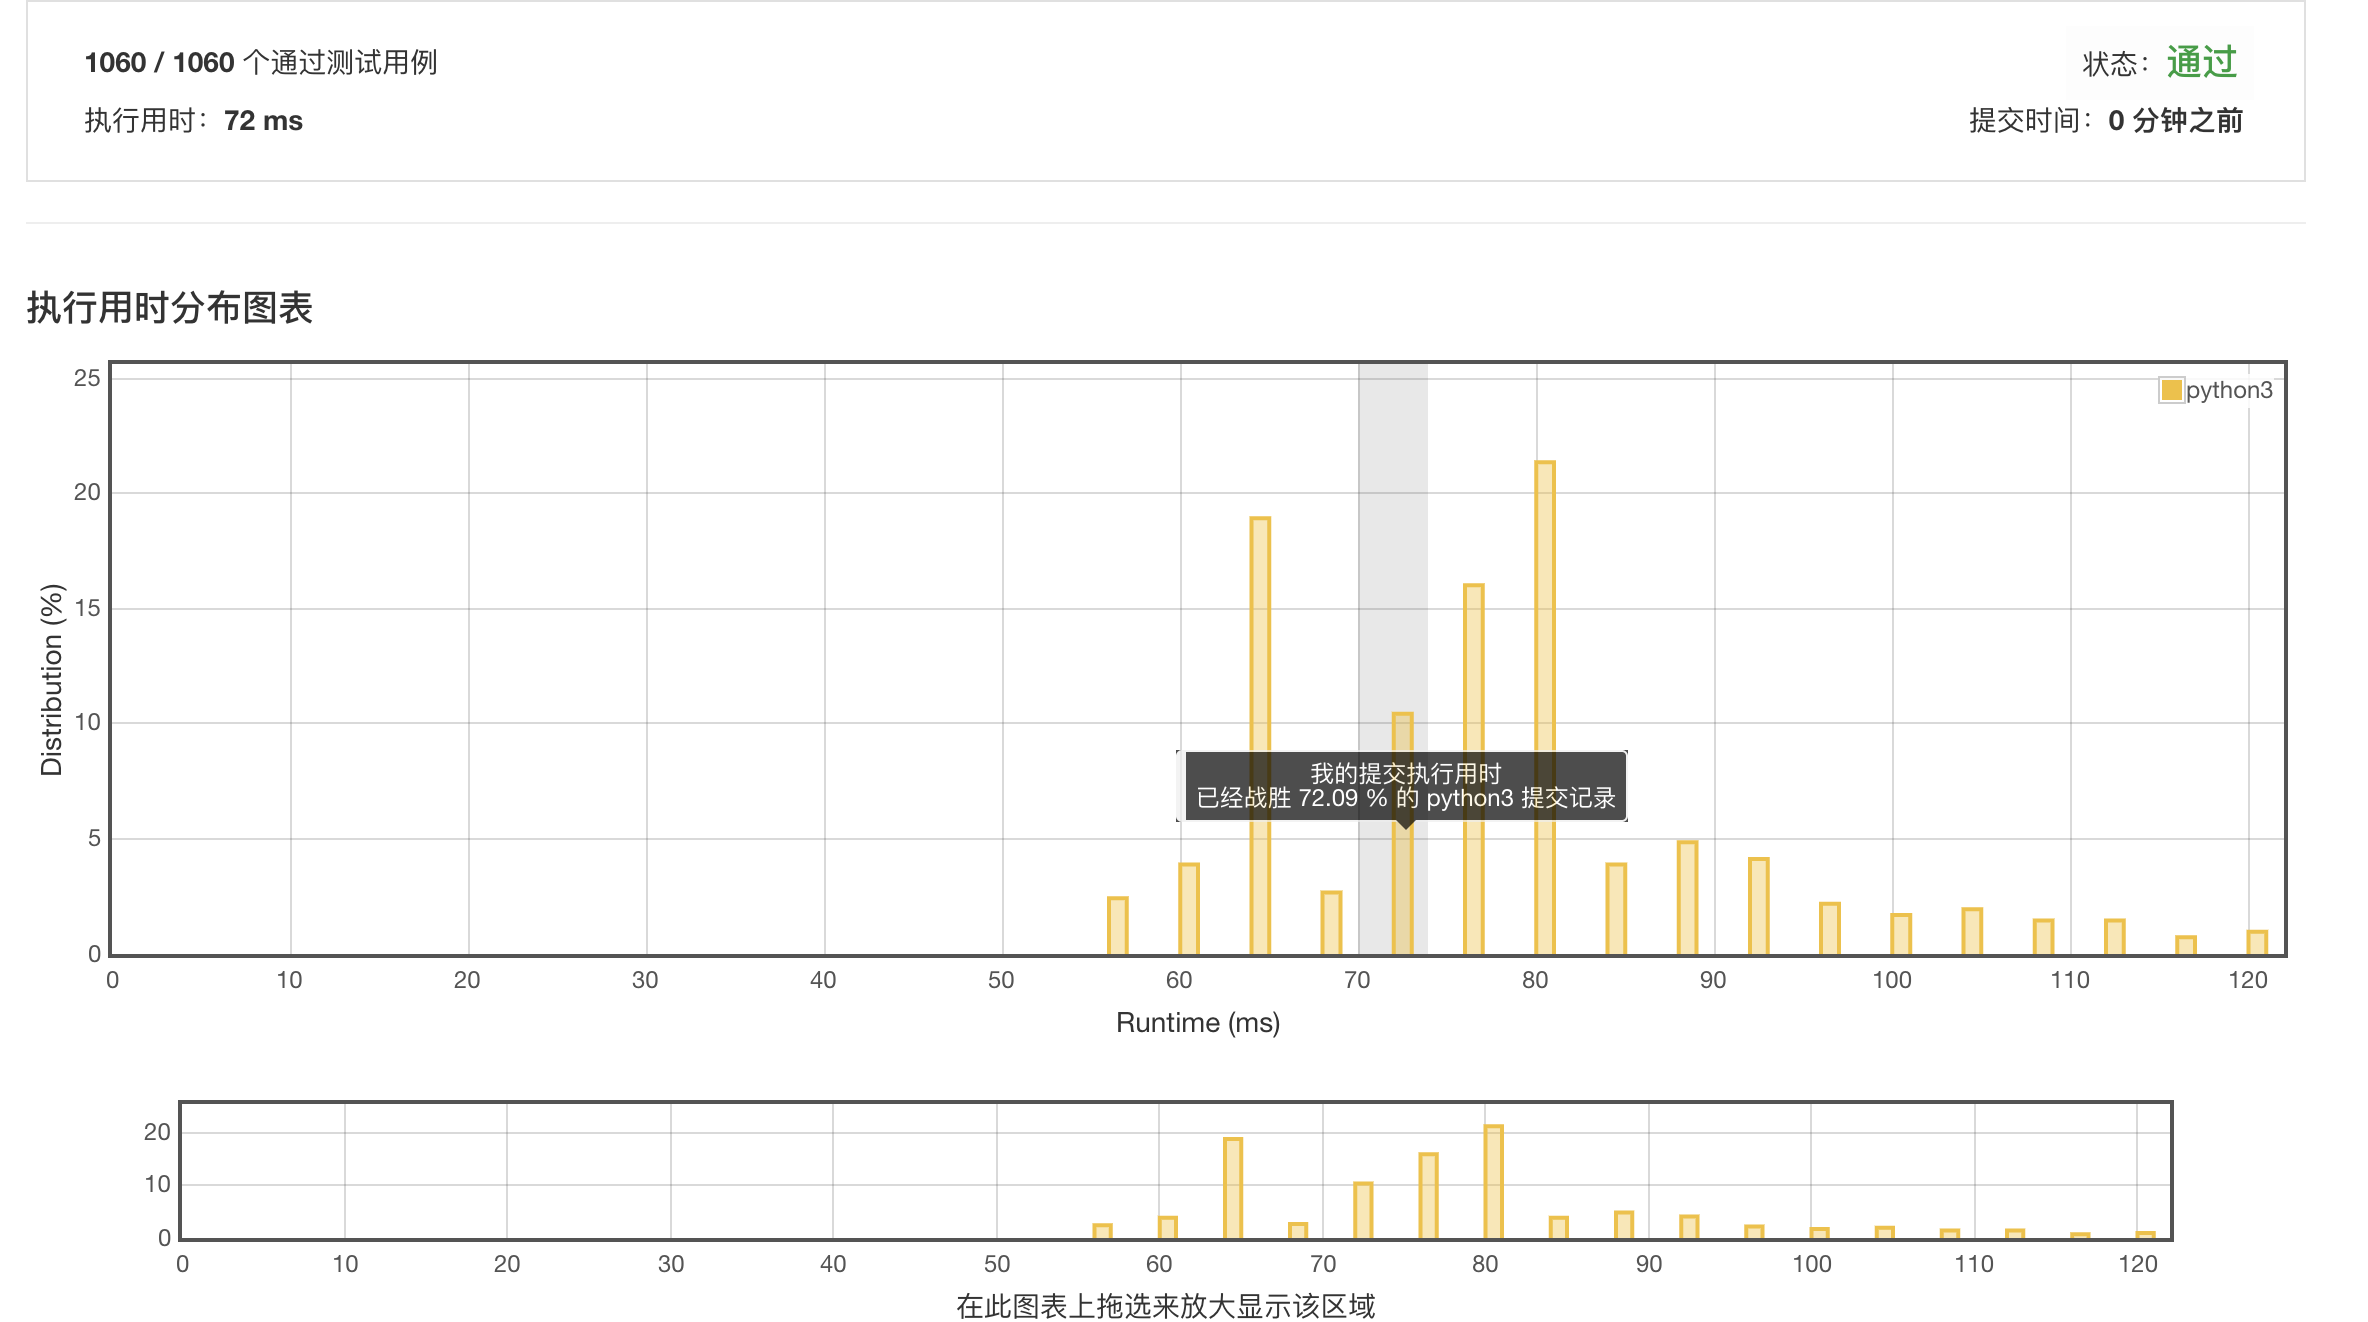 1060 / 1060 个通过测试用例
状态：通过
执行用时：72 ms
提交时间：0 分钟之前
执行用时分布图表
25
20
15
10
5
0
Distribution (%)
python3
我的提交执行用时
已经战胜 72.09 % 的 python3 提交记录
0 10 20 30 40 50 60 70 80 90 100 110 120
Runtime (ms)
20
10
0
0 10 20 30 40 50 60 70 80 90 100 110 120
在此图表上拖选来放大显示该区域